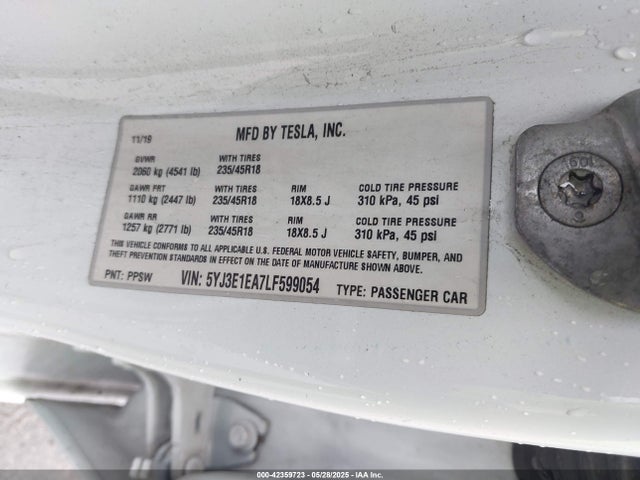 11/19 MFD BY TESLA, INC.
GVWR WITH TIRES
2060 kg (4541 lb) 235/45R18
GAWR FRT WITH TIRES RIM COLD TIRE PRESSURE
1110 kg (2447 lb) 235/45R18 18X8.5 J 310 kPa, 45 psi
GAWR RR WITH TIRES RIM COLD TIRE PRESSURE
1257 kg (2771 lb) 235/45R18 18X8.5 J 310 kPa, 45 psi
THIS VEHICLE CONFORMS TO ALL APPLICABLE U.S. FEDERAL MOTOR VEHICLE SAFETY, BUMPER, AND
THEFT PREVENTION STANDARDS IN EFFECT ON THE DATE OF MANUFACTURE SHOWN ABOVE.
PNT: PPSW VIN: 5YJ3E1EA7LF599054 TYPE: PASSENGER CAR
000-42359723 - 05/28/2025 - IAA Inc.